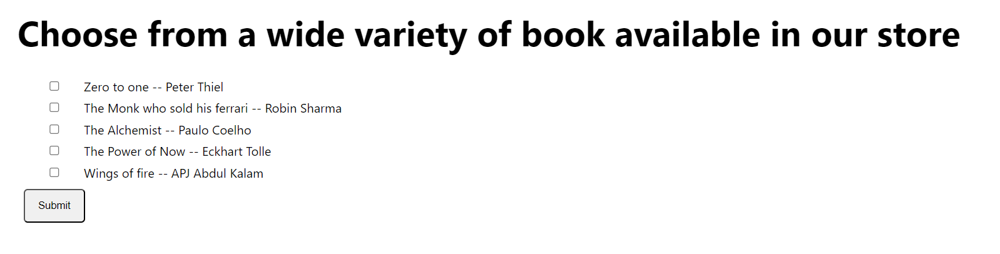 Choose from a wide variety of book available in our store
Zero to one -- Peter Thiel
The Monk who sold his ferrari -- Robin Sharma
The Alchemist -- Paulo Coelho
The Power of Now -- Eckhart Tolle
Wings of fire -- APJ Abdul Kalam
Submit